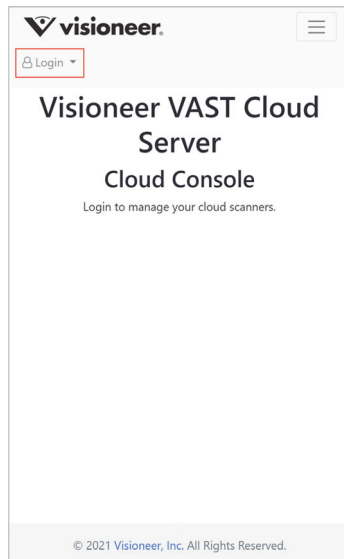 visioneer.
Login
Visioneer VAST Cloud
Server
Cloud Console
Login to manage your cloud scanners.
© 2021 Visioneer, Inc. All Rights Reserved.